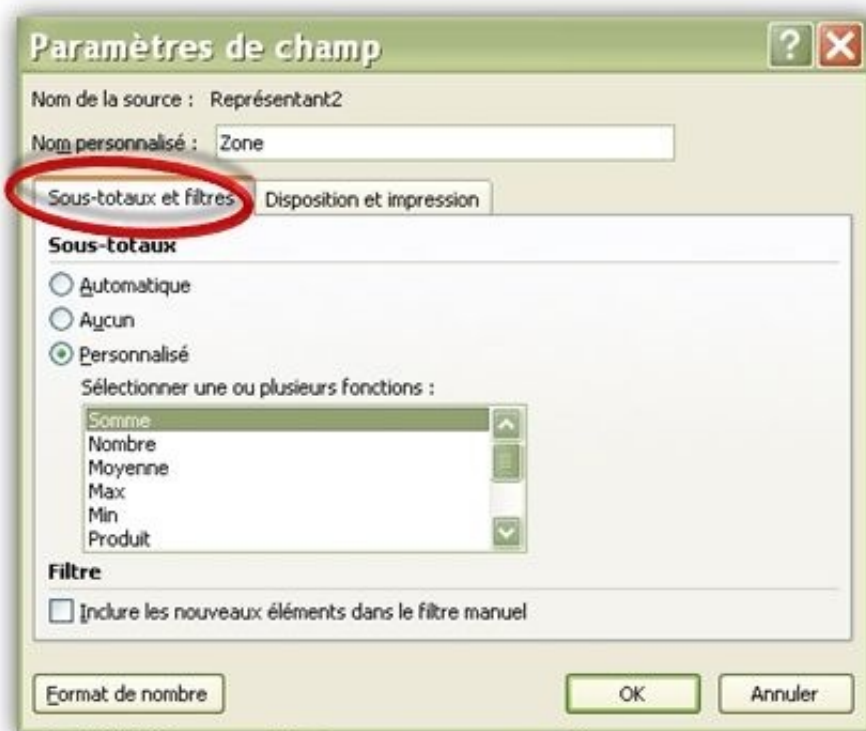 Paramètres de champ
Nom de la source : Représentant2
Nom personnalisé : Zone
Sous-totaux et filtres Disposition et impression
Sous-totaux
Automatique
Aucun
Personnalisé
Sélectionner une ou plusieurs fonctions :
Somme
Nombre
Moyenne
Max
Min
Produit
Filtre
Inclure les nouveaux éléments dans le filtre manuel
Format de nombre OK Annuler